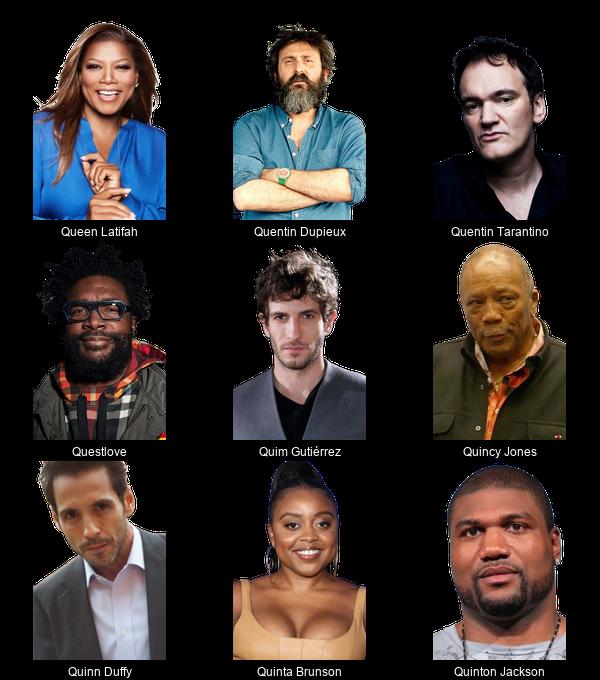 Queen Latifah
Quentin Dupieux
Quentin Tarantino
Questlove
Quim Gutiérrez
Quincy Jones
Quinn Duffy
Quinta Brunson
Quinton Jackson